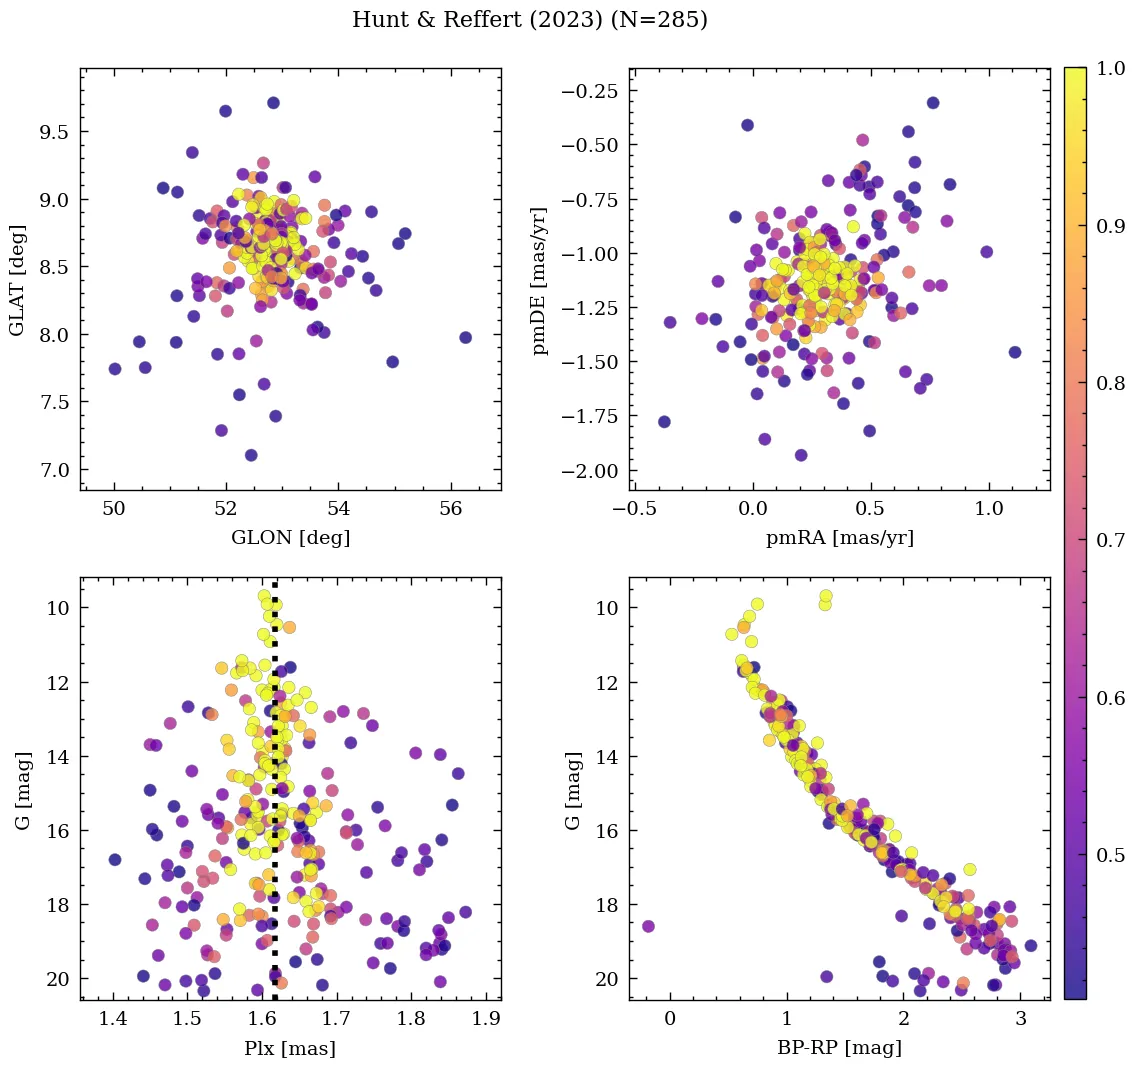 Hunt & Reffert (2023) (N=285)
9.5
9.0
8.5
8.0
7.5
7.0
GLAT [deg]
50 52 54 56
GLON [deg]
−0.25
−0.50
−0.75
−1.00
−1.25
−1.50
−1.75
−2.00
pmDE [mas/yr]
−0.5 0.0 0.5 1.0
pmRA [mas/yr]
10
12
14
16
18
20
G [mag]
1.4 1.5 1.6 1.7 1.8 1.9
Plx [mas]
10
12
14
16
18
20
G [mag]
0 1 2 3
BP-RP [mag]
1.0
0.9
0.8
0.7
0.6
0.5